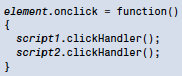 element.onclick = function()
{
script1.clickHandler();
script2.clickHandler();
}